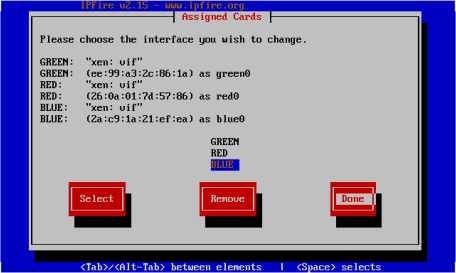 IPFire v2.15 - www.ipfire.org
Assigned Cards
Please choose the interface you wish to change.
GREEN: "xen: vif"
GREEN: (ee:99:a3:2c:86:1a) as green0
RED: "xen: vif"
RED: (26:0a:01:7d:57:86) as red0
BLUE: "xen: vif"
BLUE: (2a:c9:1a:21:ef:ea) as blue0
GREEN
RED
BLUE
Select Remove Done
<Tab>/<Alt-Tab> between elements | <Space> selects